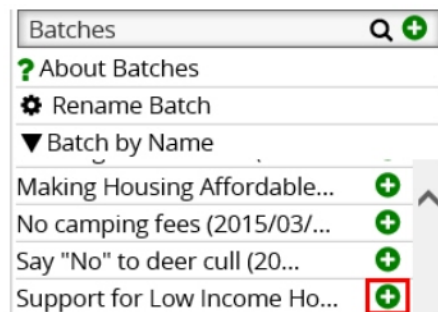 Batches
? About Batches
Rename Batch
Batch by Name
Making Housing Affordable...
No camping fees (2015/03/...
Say "No" to deer cull (20...
Support for Low Income Ho...